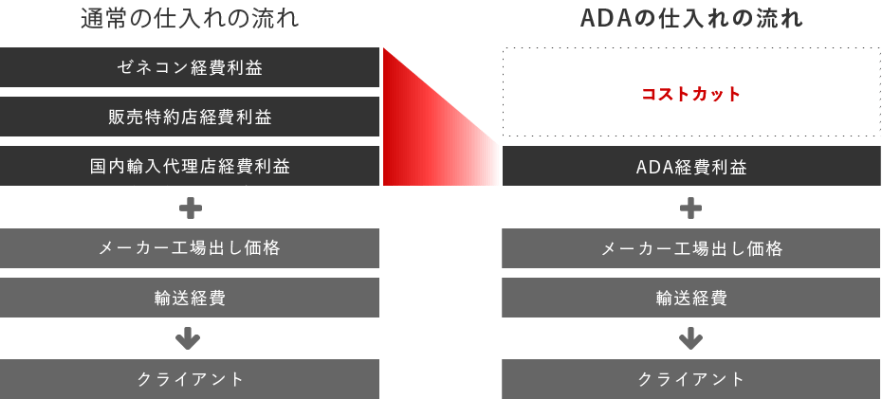 通常の仕入れの流れ
ゼネコン経費利益
販売特約店経費利益
国内輸入代理店経費利益
メーカー工場出し価格
輸送経費
クライアント
ADAの仕入れの流れ
コストカット
ADA経費利益
メーカー工場出し価格
輸送経費
クライアント